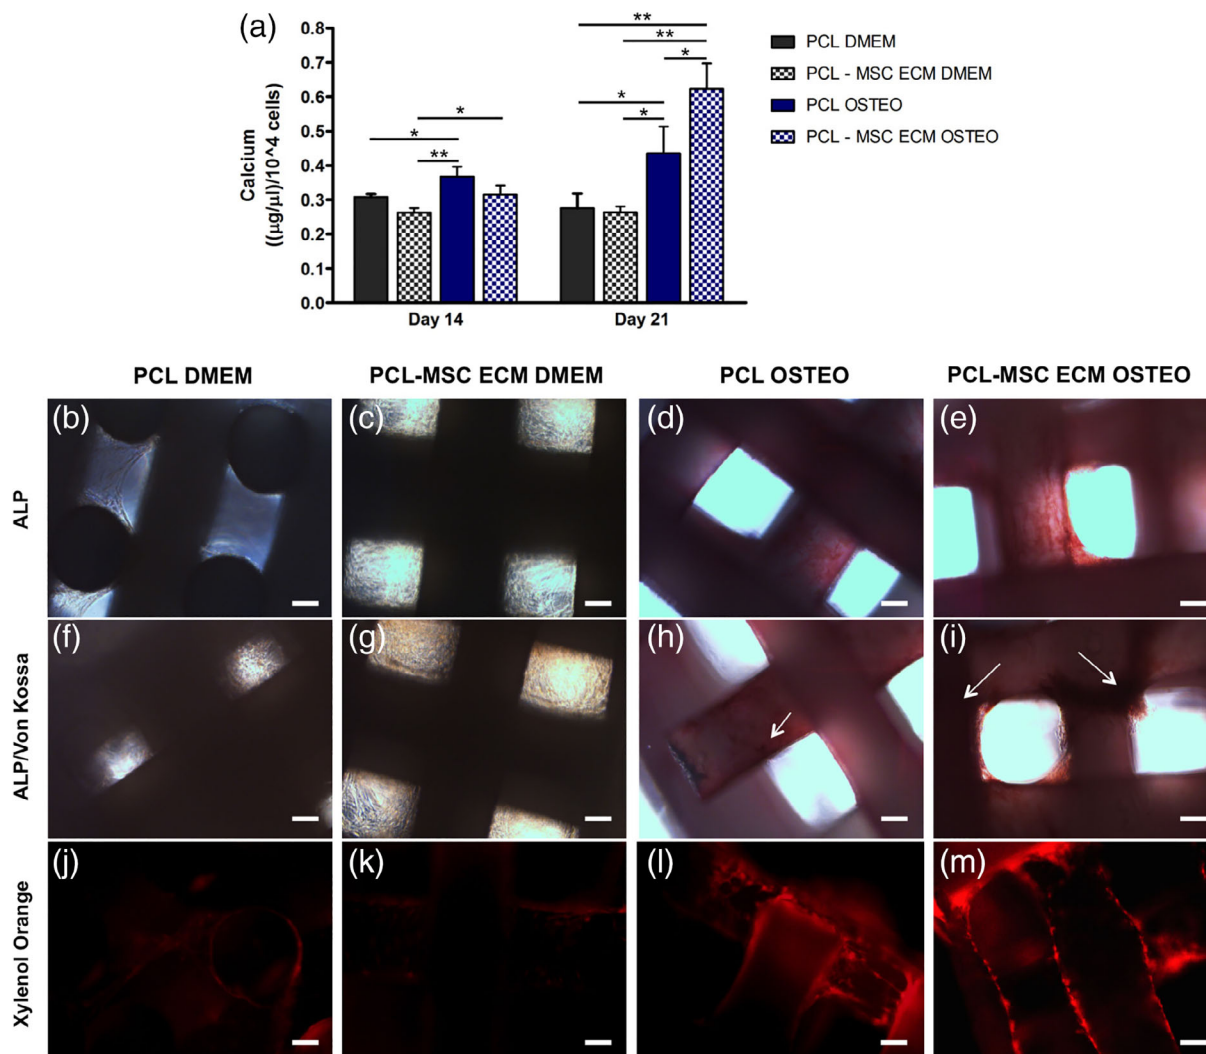 (a)
0.8
0.7
0.6
0.5
0.4
0.3
0.2
0.1
0.0
Calcium
((µg/µl)/10^4 cells)
* ** *
** ** * * *
Day 14 Day 21
PCL DMEM
PCL - MSC ECM DMEM
PCL OSTEO
PCL - MSC ECM OSTEO
PCL DMEM PCL-MSC ECM DMEM PCL OSTEO PCL-MSC ECM OSTEO
ALP
(b) (c) (d) (e)
ALP/Von Kossa
(f) (g) (h) (i)
Xylenol Orange
(j) (k) (l) (m)